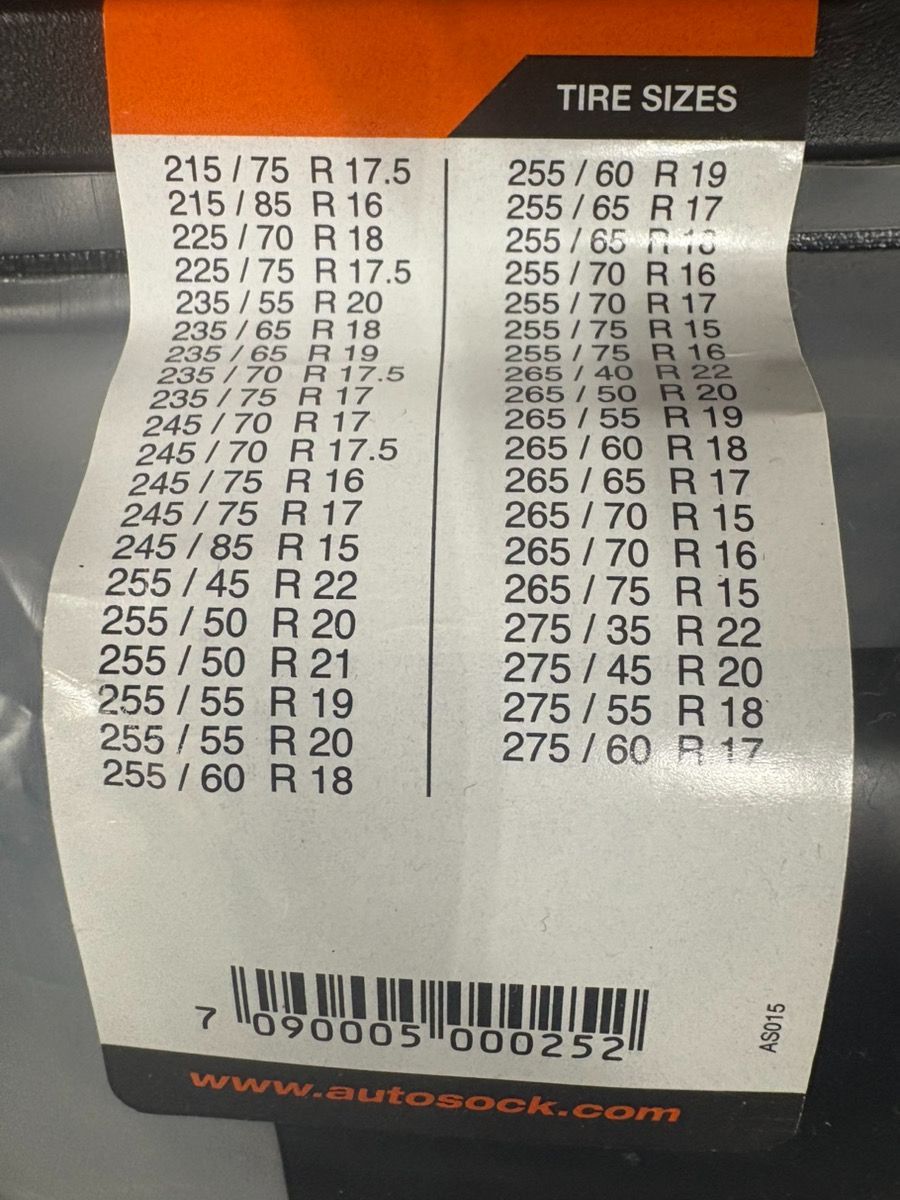 TIRE SIZES
215 / 75 R 17.5
215 / 85 R 16
225 / 70 R 18
225 / 75 R 17.5
235 / 55 R 20
235 / 65 R 18
235 / 65 R 19
235 / 70 R 17.5
235 / 75 R 17
245 / 70 R 17
245 / 70 R 17.5
245 / 75 R 16
245 / 75 R 17
245 / 85 R 15
255 / 45 R 22
255 / 50 R 20
255 / 50 R 21
255 / 55 R 19
255 / 55 R 20
255 / 60 R 18
255 / 60 R 19
255 / 65 R 17
255 / 65 R
255 / 70 R 16
255 / 70 R 17
255 / 75 R 15
255 / 75 R 16
265 / 40 R 22
265 / 50 R 20
265 / 55 R 19
265 / 60 R 18
265 / 65 R 17
265 / 70 R 15
265 / 70 R 16
265 / 75 R 15
275 / 35 R 22
275 / 45 R 20
275 / 55 R 18
275 / 60 R 17
7 090005 000252
AS015
www.autosock.com